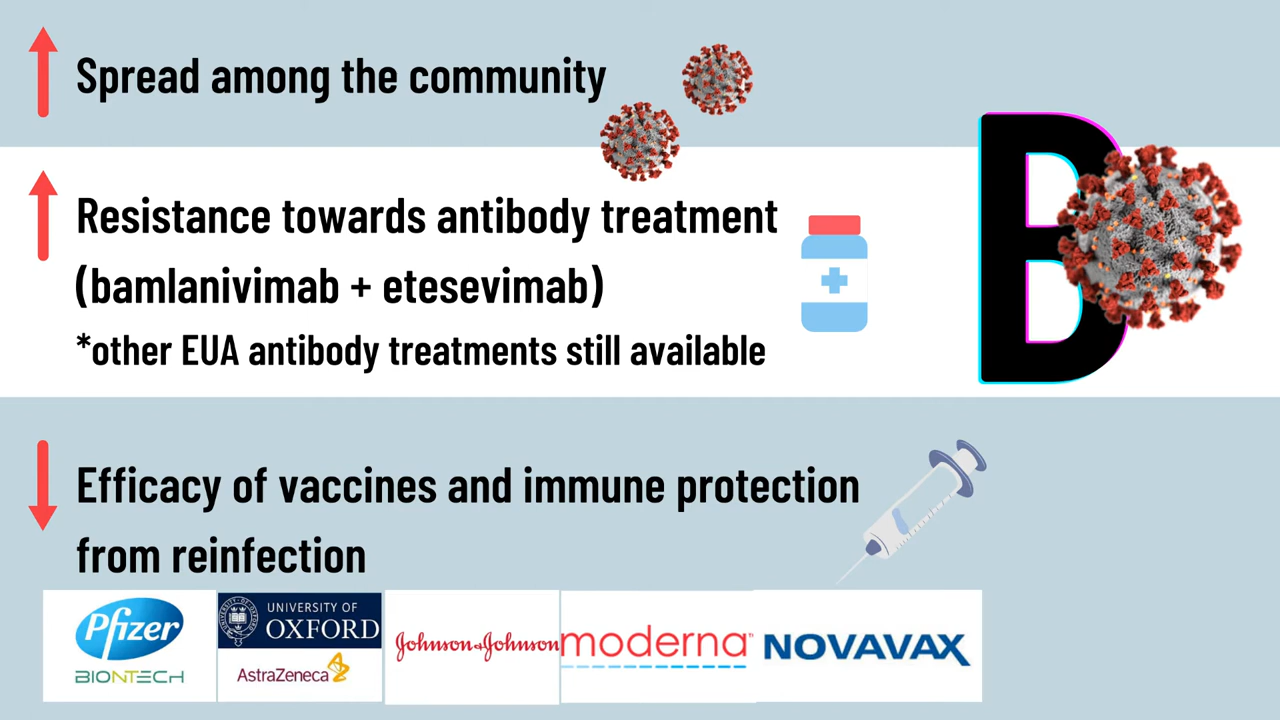 Spread among the community
Resistance towards antibody treatment
(bamlanivimab + etesevimab)
*other EUA antibody treatments still available
B
Efficacy of vaccines and immune protection
from reinfection
Pfizer
BIONTECH
UNIVERSITY OF
OXFORD
AstraZeneca
Johnson & Johnson
moderna
NOVAVAX